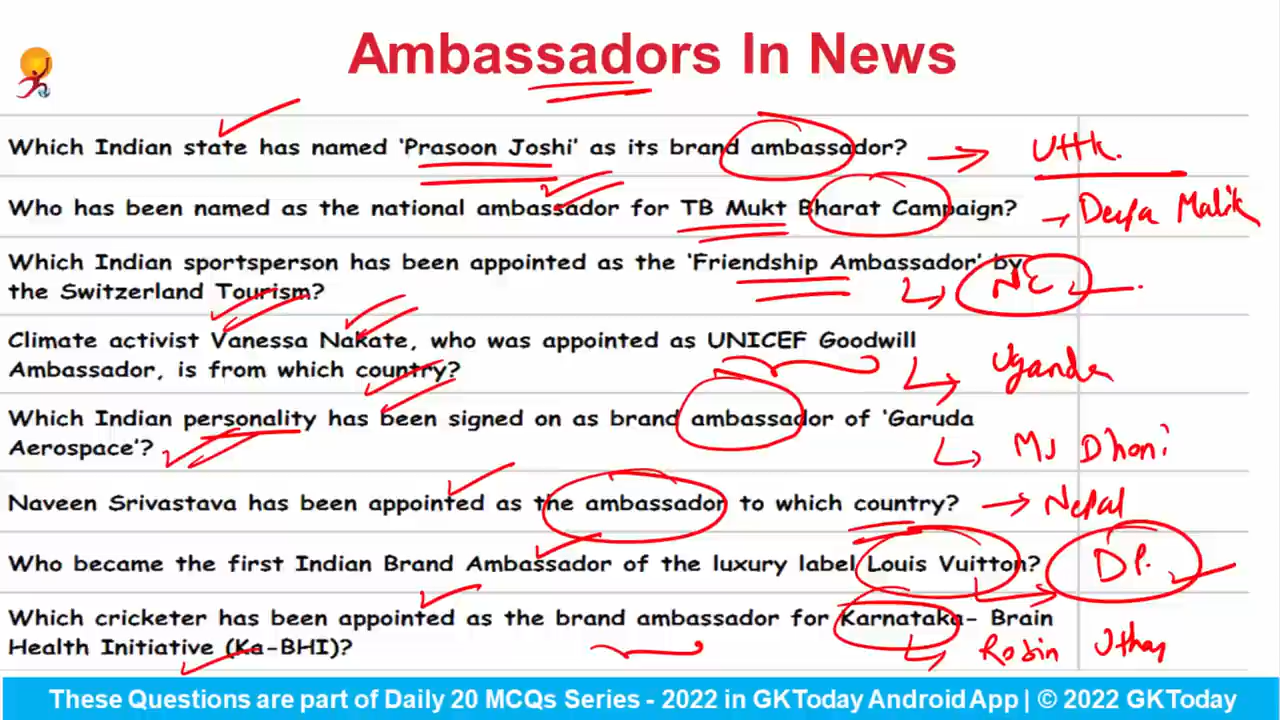 Ambassadors In News
Which Indian state has named 'Prasoon Joshi' as its brand ambassador? → Uttk.
Who has been named as the national ambassador for TB Mukt Bharat Campaign? → Deepa Malik
Which Indian sportsperson has been appointed as the 'Friendship Ambassador' by
the Switzerland Tourism? NC
Climate activist Vanessa Nakate, who was appointed as UNICEF Goodwill
Ambassador, is from which country? Uganda
Which Indian personality has been signed on as brand ambassador of 'Garuda
Aerospace'? MS Dhoni
Naveen Srivastava has been appointed as the ambassador to which country? → Nepal
Who became the first Indian Brand Ambassador of the luxury label Louis Vuitton? DP.
Which cricketer has been appointed as the brand ambassador for Karnataka- Brain
Health Initiative (Ka-BHI)? Robin
These Questions are part of Daily 20 MCQs Series - 2022 in GKToday Android App | © 2022 GKToday